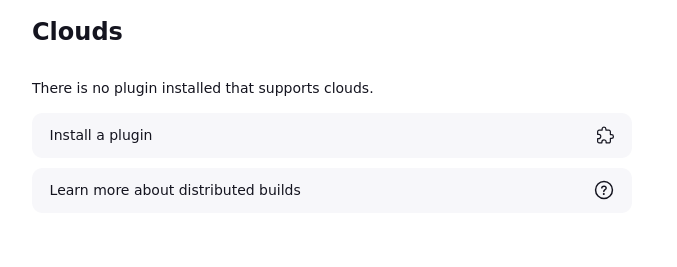 Clouds
There is no plugin installed that supports clouds.
Install a plugin
Learn more about distributed builds